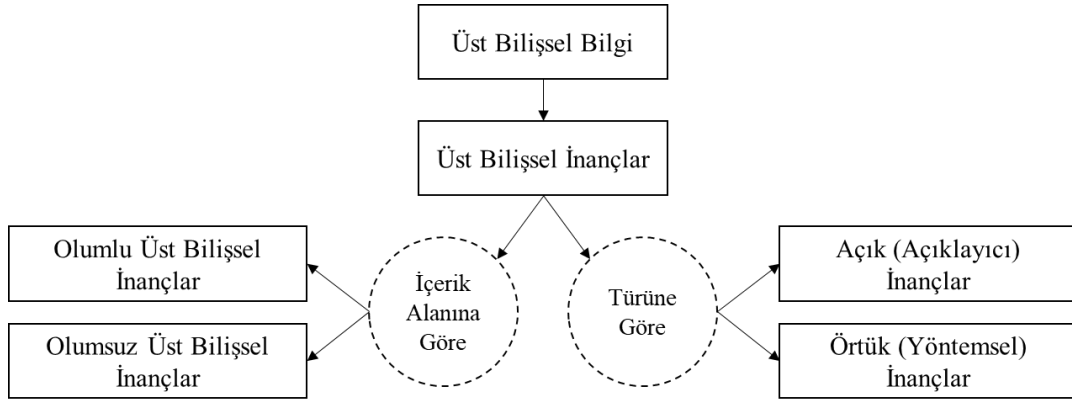 Üst Bilişsel Bilgi
Üst Bilişsel İnançlar
Olumlu Üst Bilişsel
İnançlar
Olumsuz Üst Bilişsel
İnançlar
İçerik
Alanına
Göre
Türüne
Göre
Açık (Açıklayıcı)
İnançlar
Örtük (Yöntemsel)
İnançlar